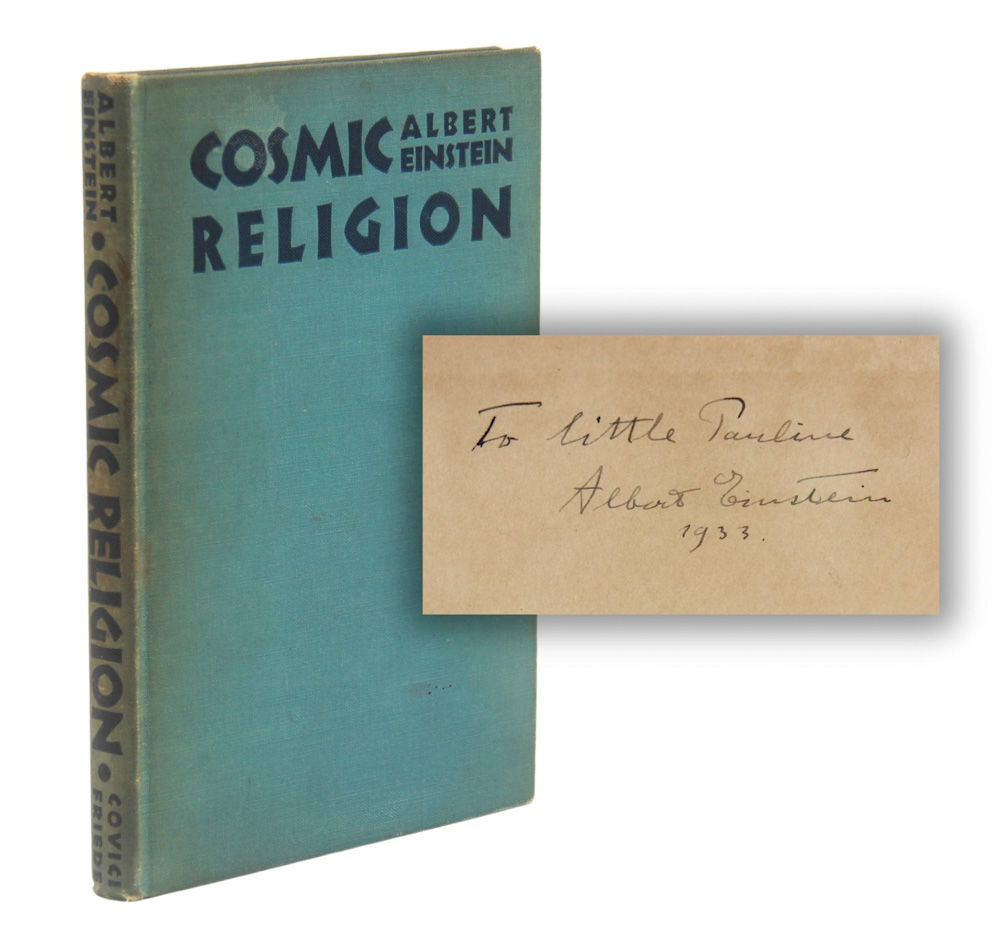 COSMIC ALBERT EINSTEIN
RELIGION
ALBERT EINSTEIN • COSMIC RELIGION • COVICI FRIEDE
To little Pauline
Albert Einstein
1933.